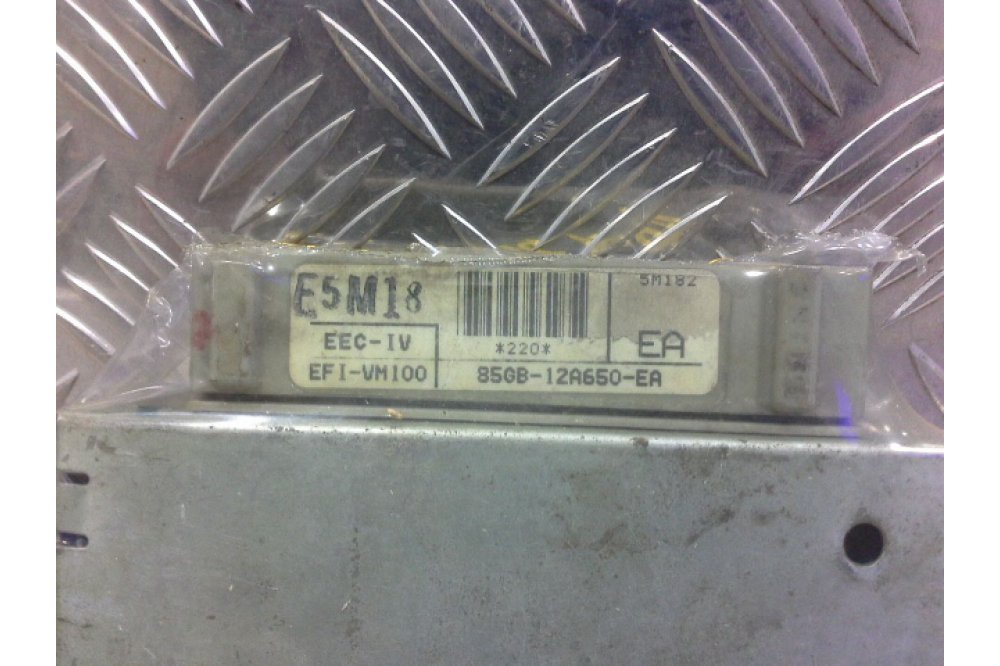 E5M18
5M182
EEC-IV
*220*
EA
EFI-VM100
85GB-12A650-EA